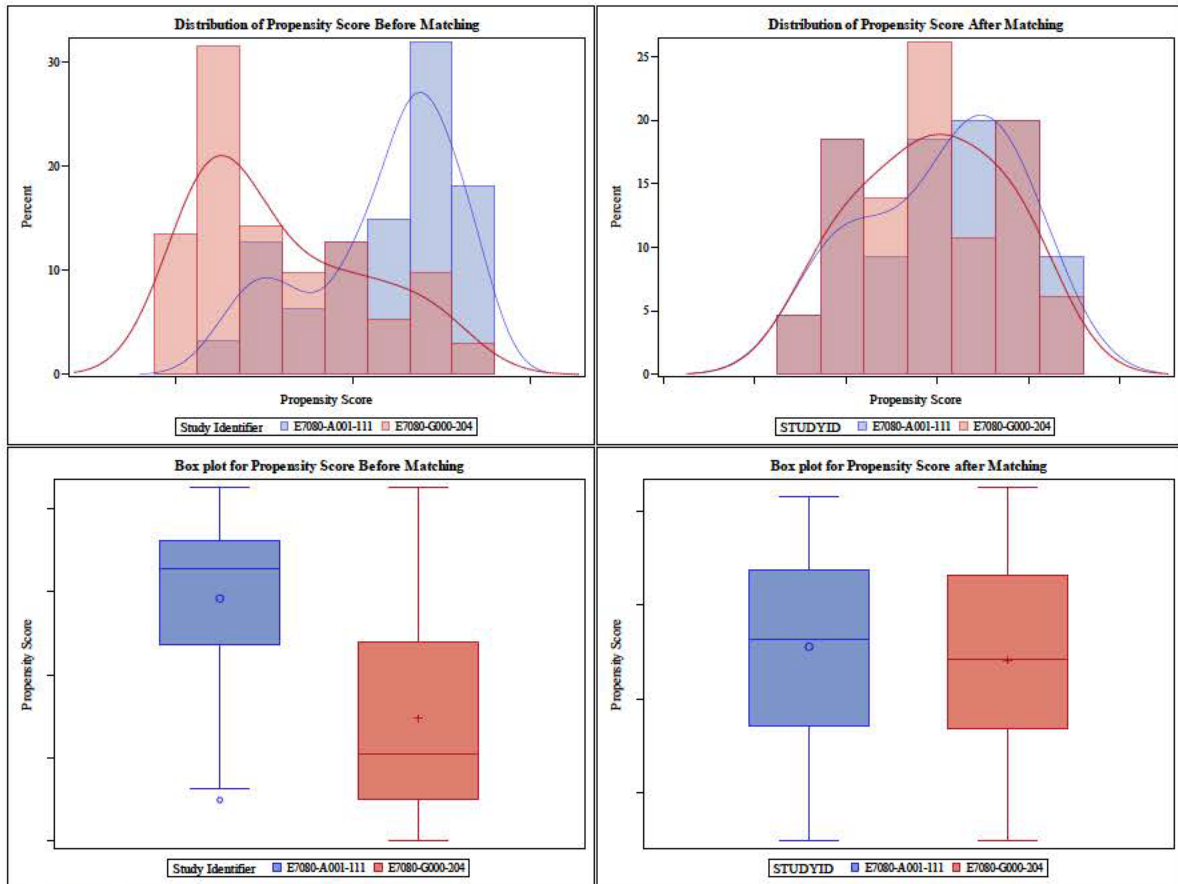 Distribution of Propensity Score Before Matching
30
20
10
0
Percent
Propensity Score
Study Identifier E7080-A001-111 E7080-G000-204
Distribution of Propensity Score After Matching
25
20
15
10
5
0
Percent
Propensity Score
STUDYID E7080-A001-111 E7080-G000-204
Box plot for Propensity Score Before Matching
Propensity Score
Study Identifier E7080-A001-111 E7080-G000-204
Box plot for Propensity Score after Matching
Propensity Score
STUDYID E7080-A001-111 E7080-G000-204